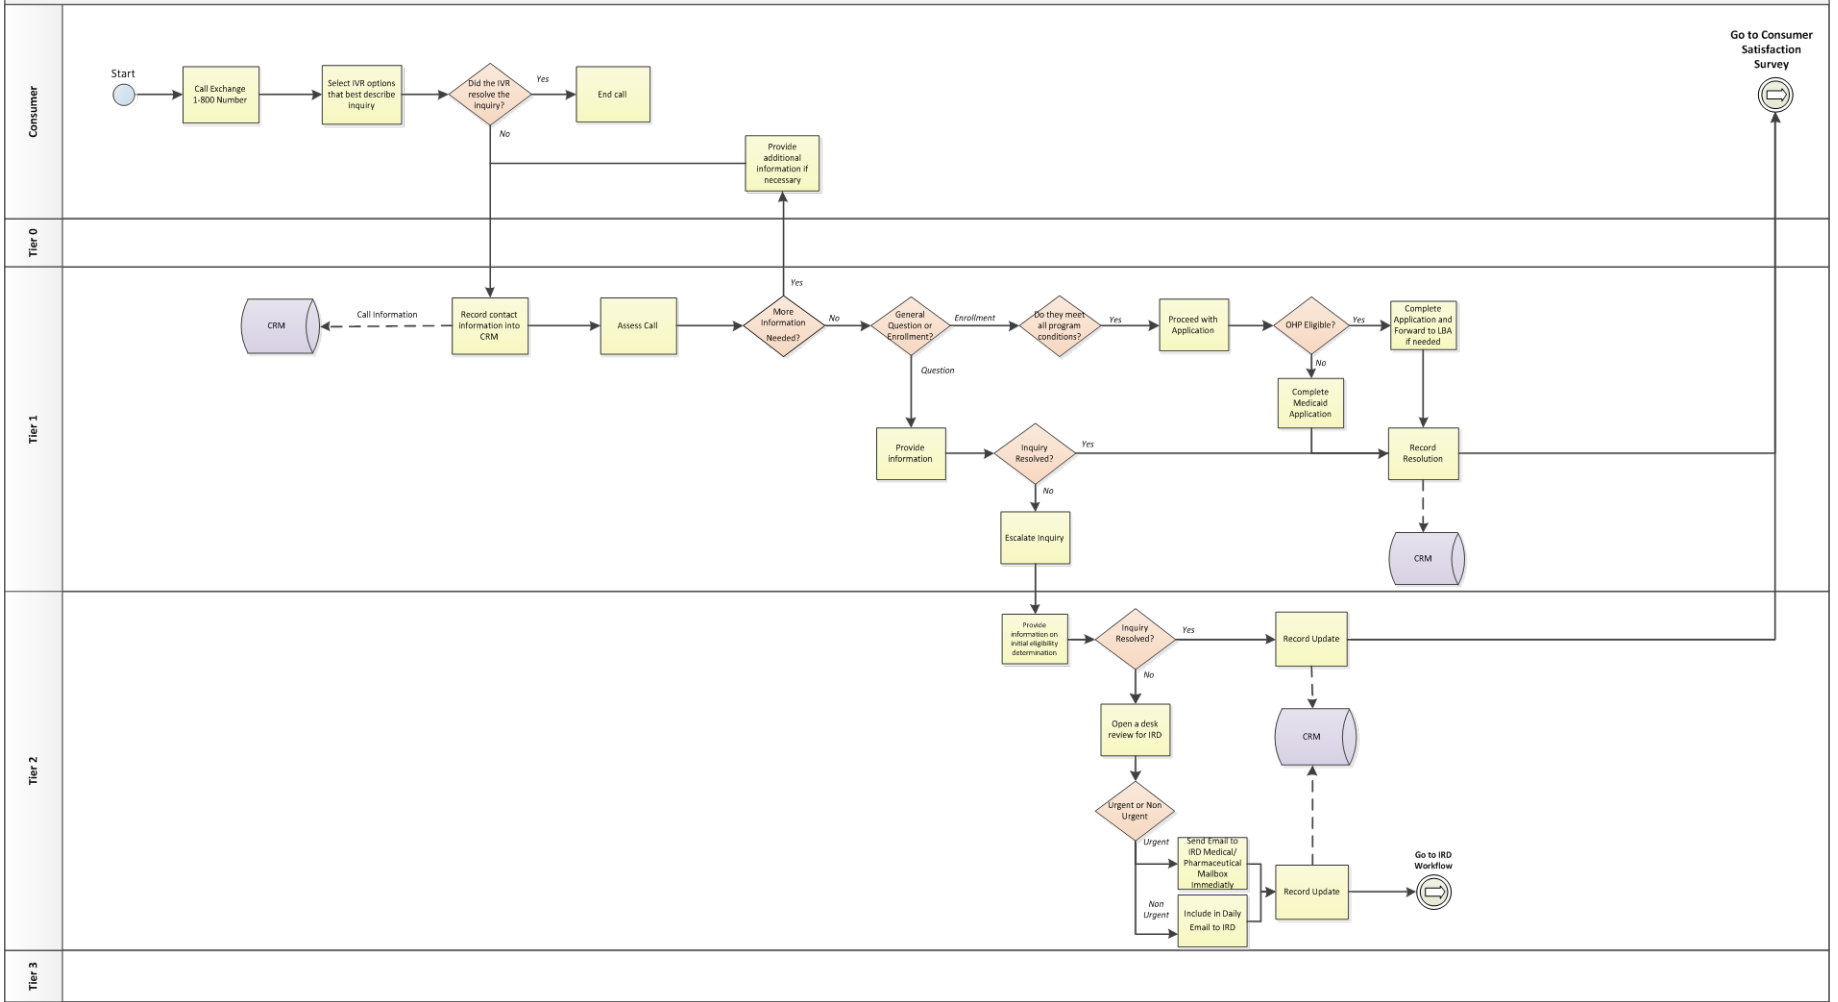 Consumer
Start
Call Exchange
1-800 Number
Select IVR options
that best describe
inquiry
Did the IVR
resolve the
inquiry?
Yes
No
End call
Provide
additional
information if
necessary
Go to Consumer
Satisfaction
Survey
Tier 0
Tier 1
CRM
Call Information
Record contact
information into
CRM
Assess Call
More
Information
Needed?
Yes
No
General
Question or
Enrollment?
Enrollment
Question
Do they meet
all program
conditions?
Yes
Proceed with
Application
OHP Eligible?
Yes
No
Complete
Application and
Forward to LBA
if needed
Complete
Medicaid
Application
Provide
information
Inquiry
Resolved?
Yes
No
Record
Resolution
Escalate Inquiry
CRM
Tier 2
Provide
information on
initial eligibility
determination
Inquiry
Resolved?
Yes
No
Record Update
Open a desk
review for IRD
CRM
Urgent or Non
Urgent
Urgent
Send Email to
IRD Medical/
Pharmaceutical
Mailbox
Immediatly
Non
Urgent
Include in Daily
Email to IRD
Record Update
Go to IRD
Workflow
Tier 3